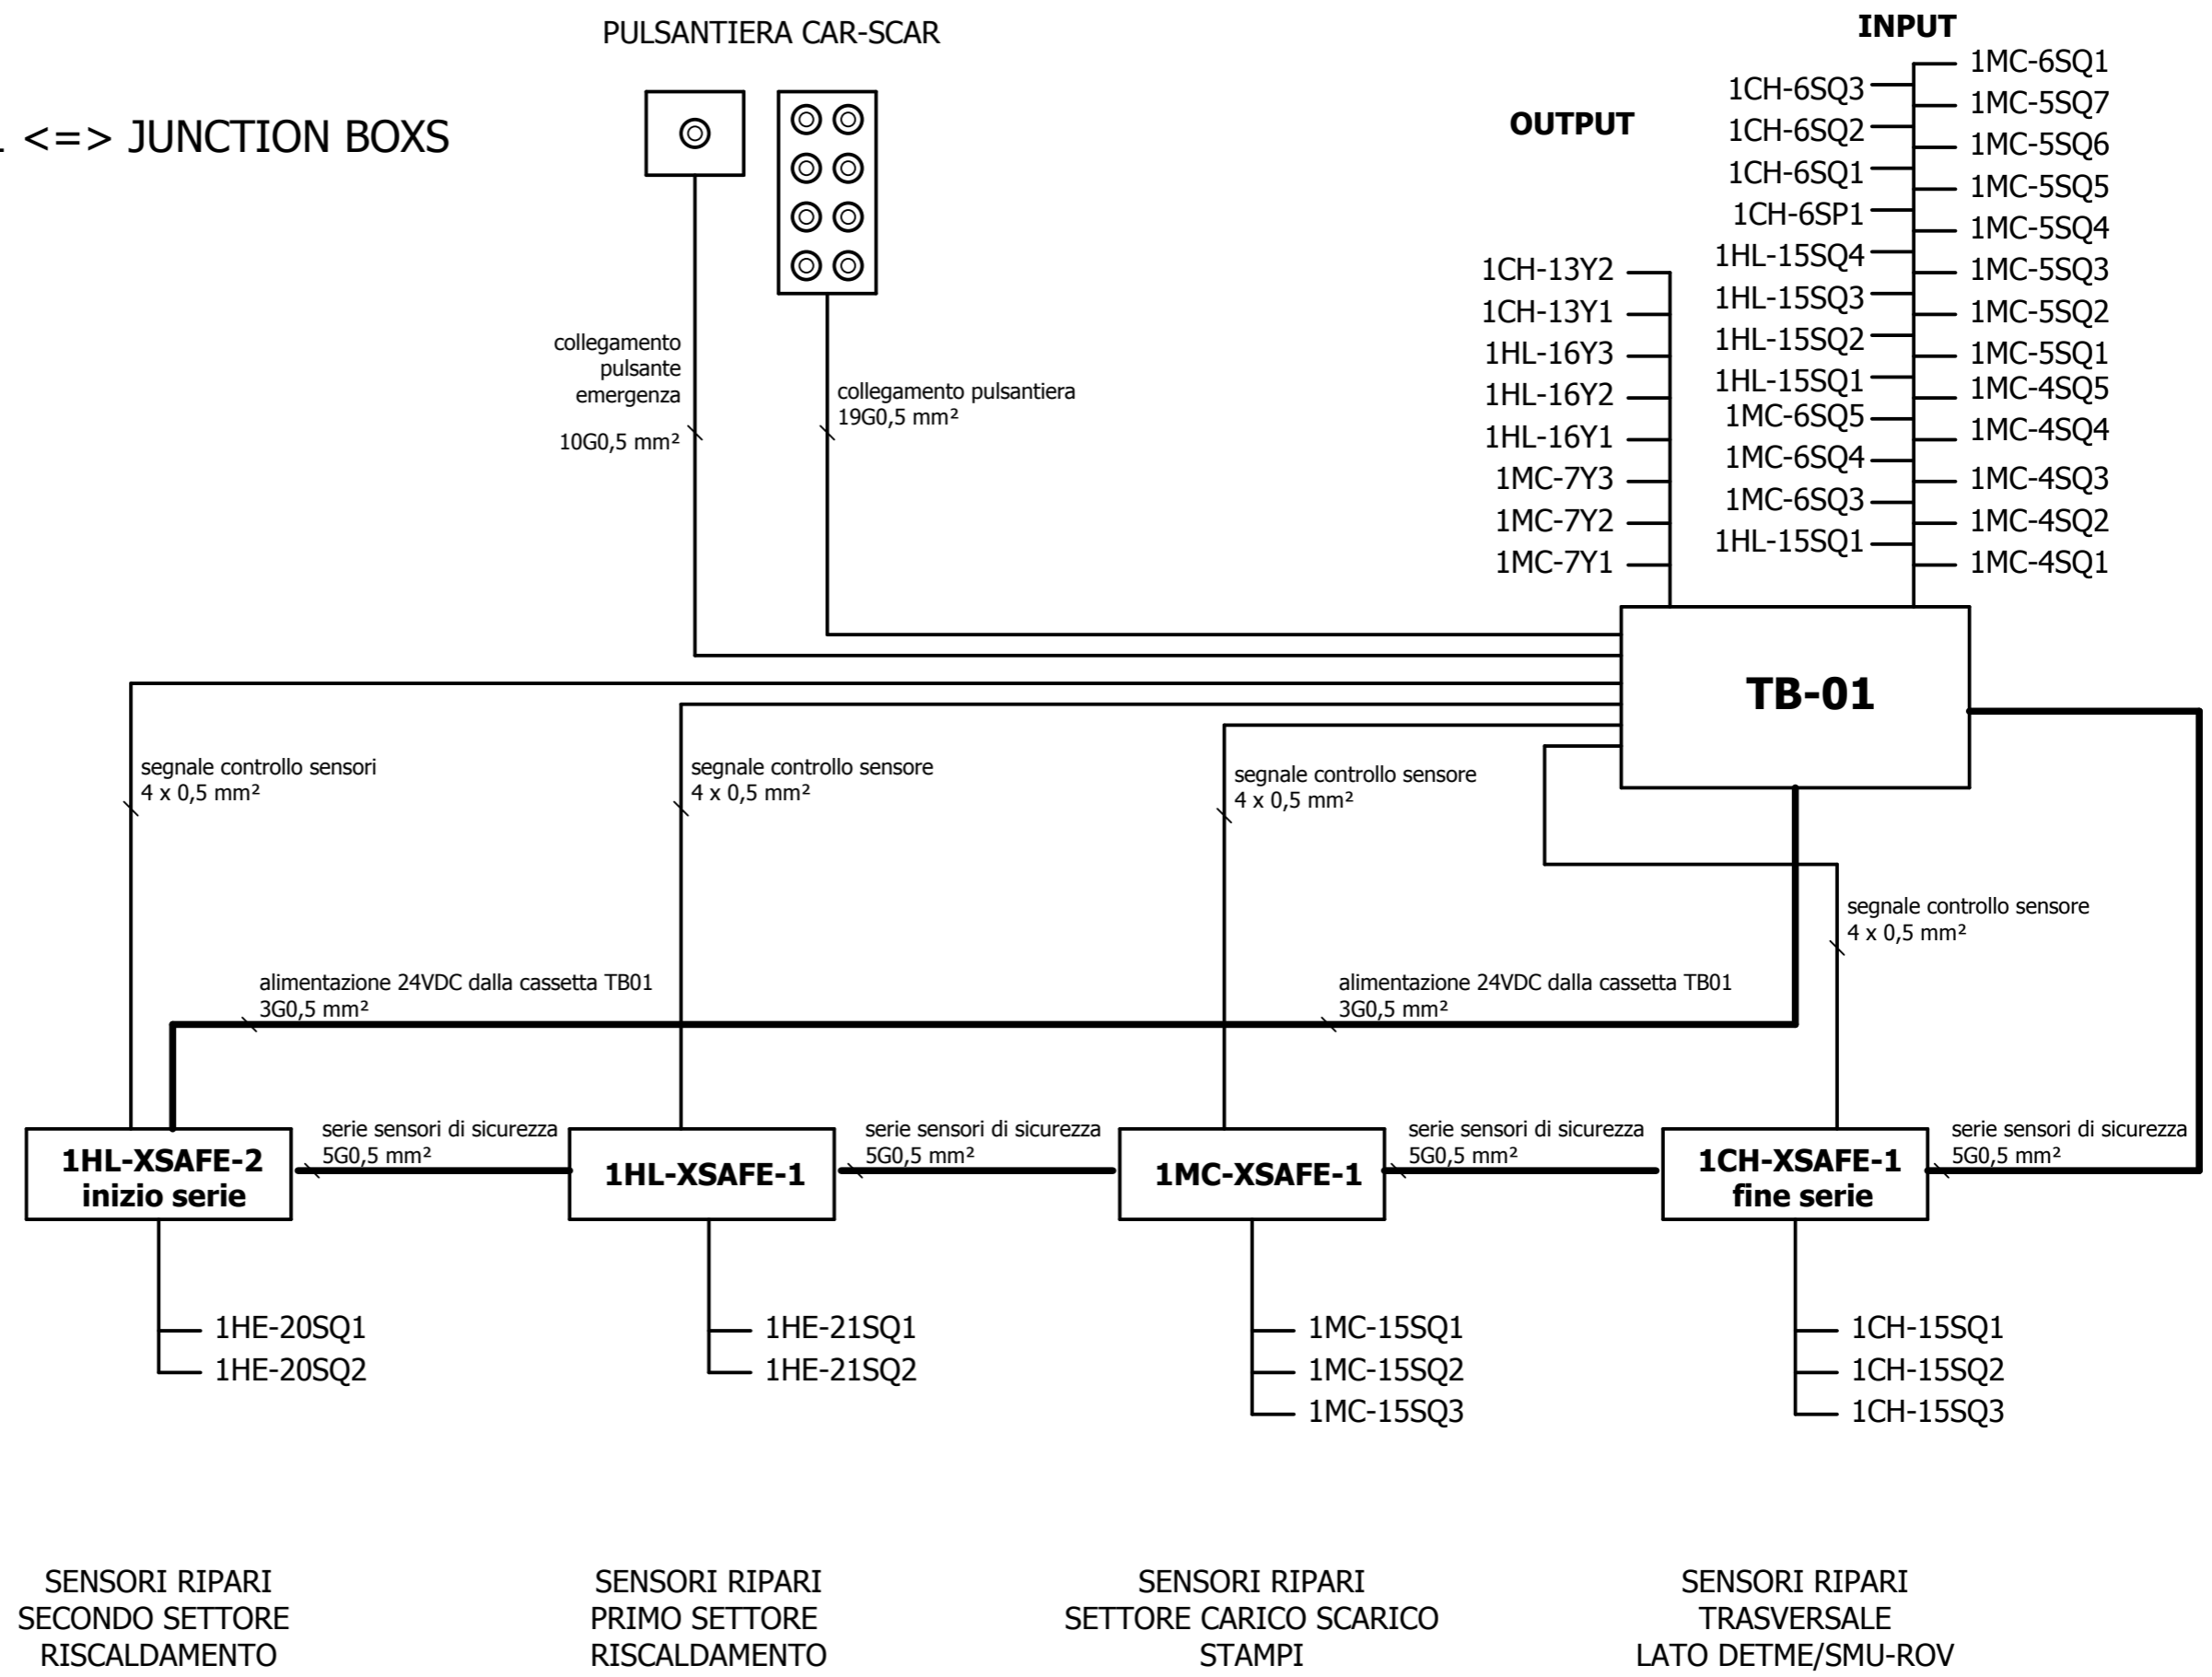 PULSANTIERA CAR-SCAR
<=> JUNCTION BOXS
INPUT
OUTPUT
1CH-6SQ3
1CH-6SQ2
1CH-6SQ1
1CH-6SP1
1HL-15SQ4
1HL-15SQ3
1HL-15SQ2
1HL-15SQ1
1MC-6SQ5
1MC-6SQ4
1MC-6SQ3
1HL-15SQ1
1MC-6SQ1
1MC-5SQ7
1MC-5SQ6
1MC-5SQ5
1MC-5SQ4
1MC-5SQ3
1MC-5SQ2
1MC-5SQ1
1MC-4SQ5
1MC-4SQ4
1MC-4SQ3
1MC-4SQ2
1MC-4SQ1
1CH-13Y2
1CH-13Y1
1HL-16Y3
1HL-16Y2
1HL-16Y1
1MC-7Y3
1MC-7Y2
1MC-7Y1
collegamento
pulsante
emergenza
10G0,5 mm²
collegamento pulsantiera
19G0,5 mm²
TB-01
segnale controllo sensori
4 x 0,5 mm²
segnale controllo sensore
4 x 0,5 mm²
segnale controllo sensore
4 x 0,5 mm²
segnale controllo sensore
4 x 0,5 mm²
alimentazione 24VDC dalla cassetta TB01
3G0,5 mm²
alimentazione 24VDC dalla cassetta TB01
3G0,5 mm²
1HL-XSAFE-2
inizio serie
serie sensori di sicurezza
5G0,5 mm²
1HL-XSAFE-1
serie sensori di sicurezza
5G0,5 mm²
1MC-XSAFE-1
serie sensori di sicurezza
5G0,5 mm²
1CH-XSAFE-1
fine serie
serie sensori di sicurezza
5G0,5 mm²
1HE-20SQ1
1HE-20SQ2
1HE-21SQ1
1HE-21SQ2
1MC-15SQ1
1MC-15SQ2
1MC-15SQ3
1CH-15SQ1
1CH-15SQ2
1CH-15SQ3
SENSORI RIPARI
SECONDO SETTORE
RISCALDAMENTO
SENSORI RIPARI
PRIMO SETTORE
RISCALDAMENTO
SENSORI RIPARI
SETTORE CARICO SCARICO
STAMPI
SENSORI RIPARI
TRASVERSALE
LATO DETME/SMU-ROV